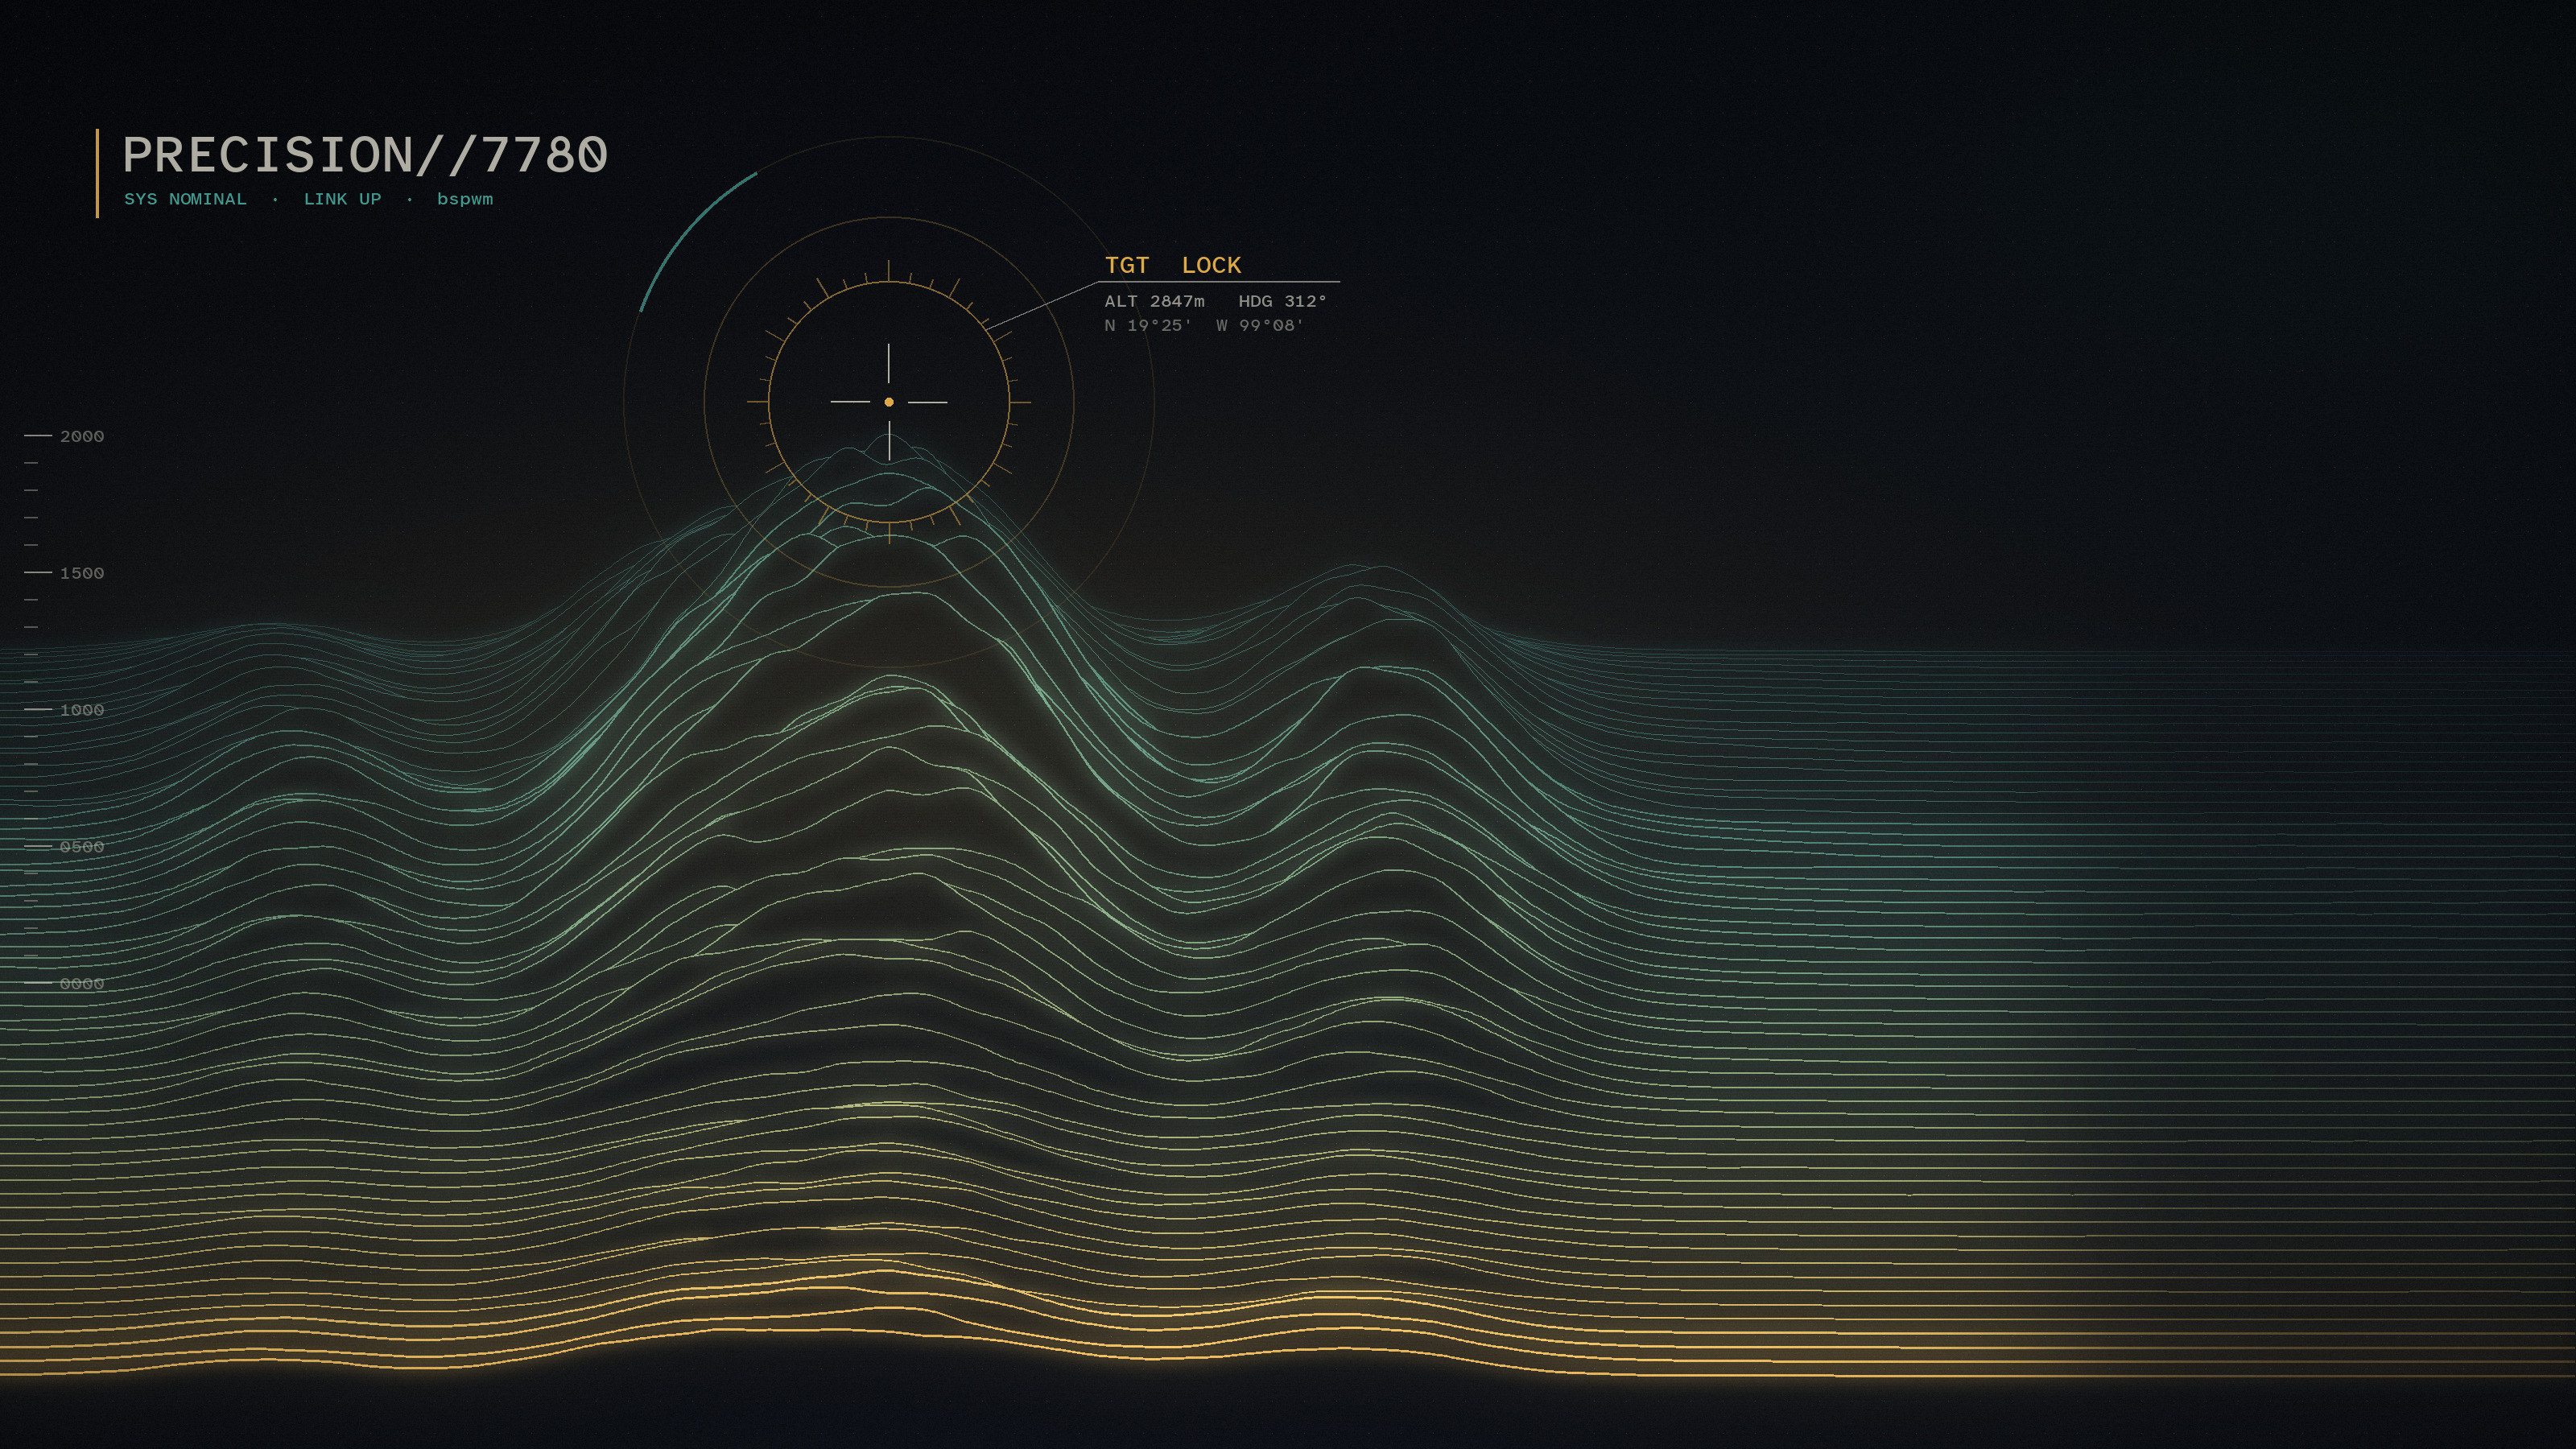 PRECISION//7780
SYS NOMINAL · LINK UP · bspwm
TGT LOCK
ALT 2847m HDG 312°
N 19°25' W 99°08'
2000
1500
1000
0500
0000